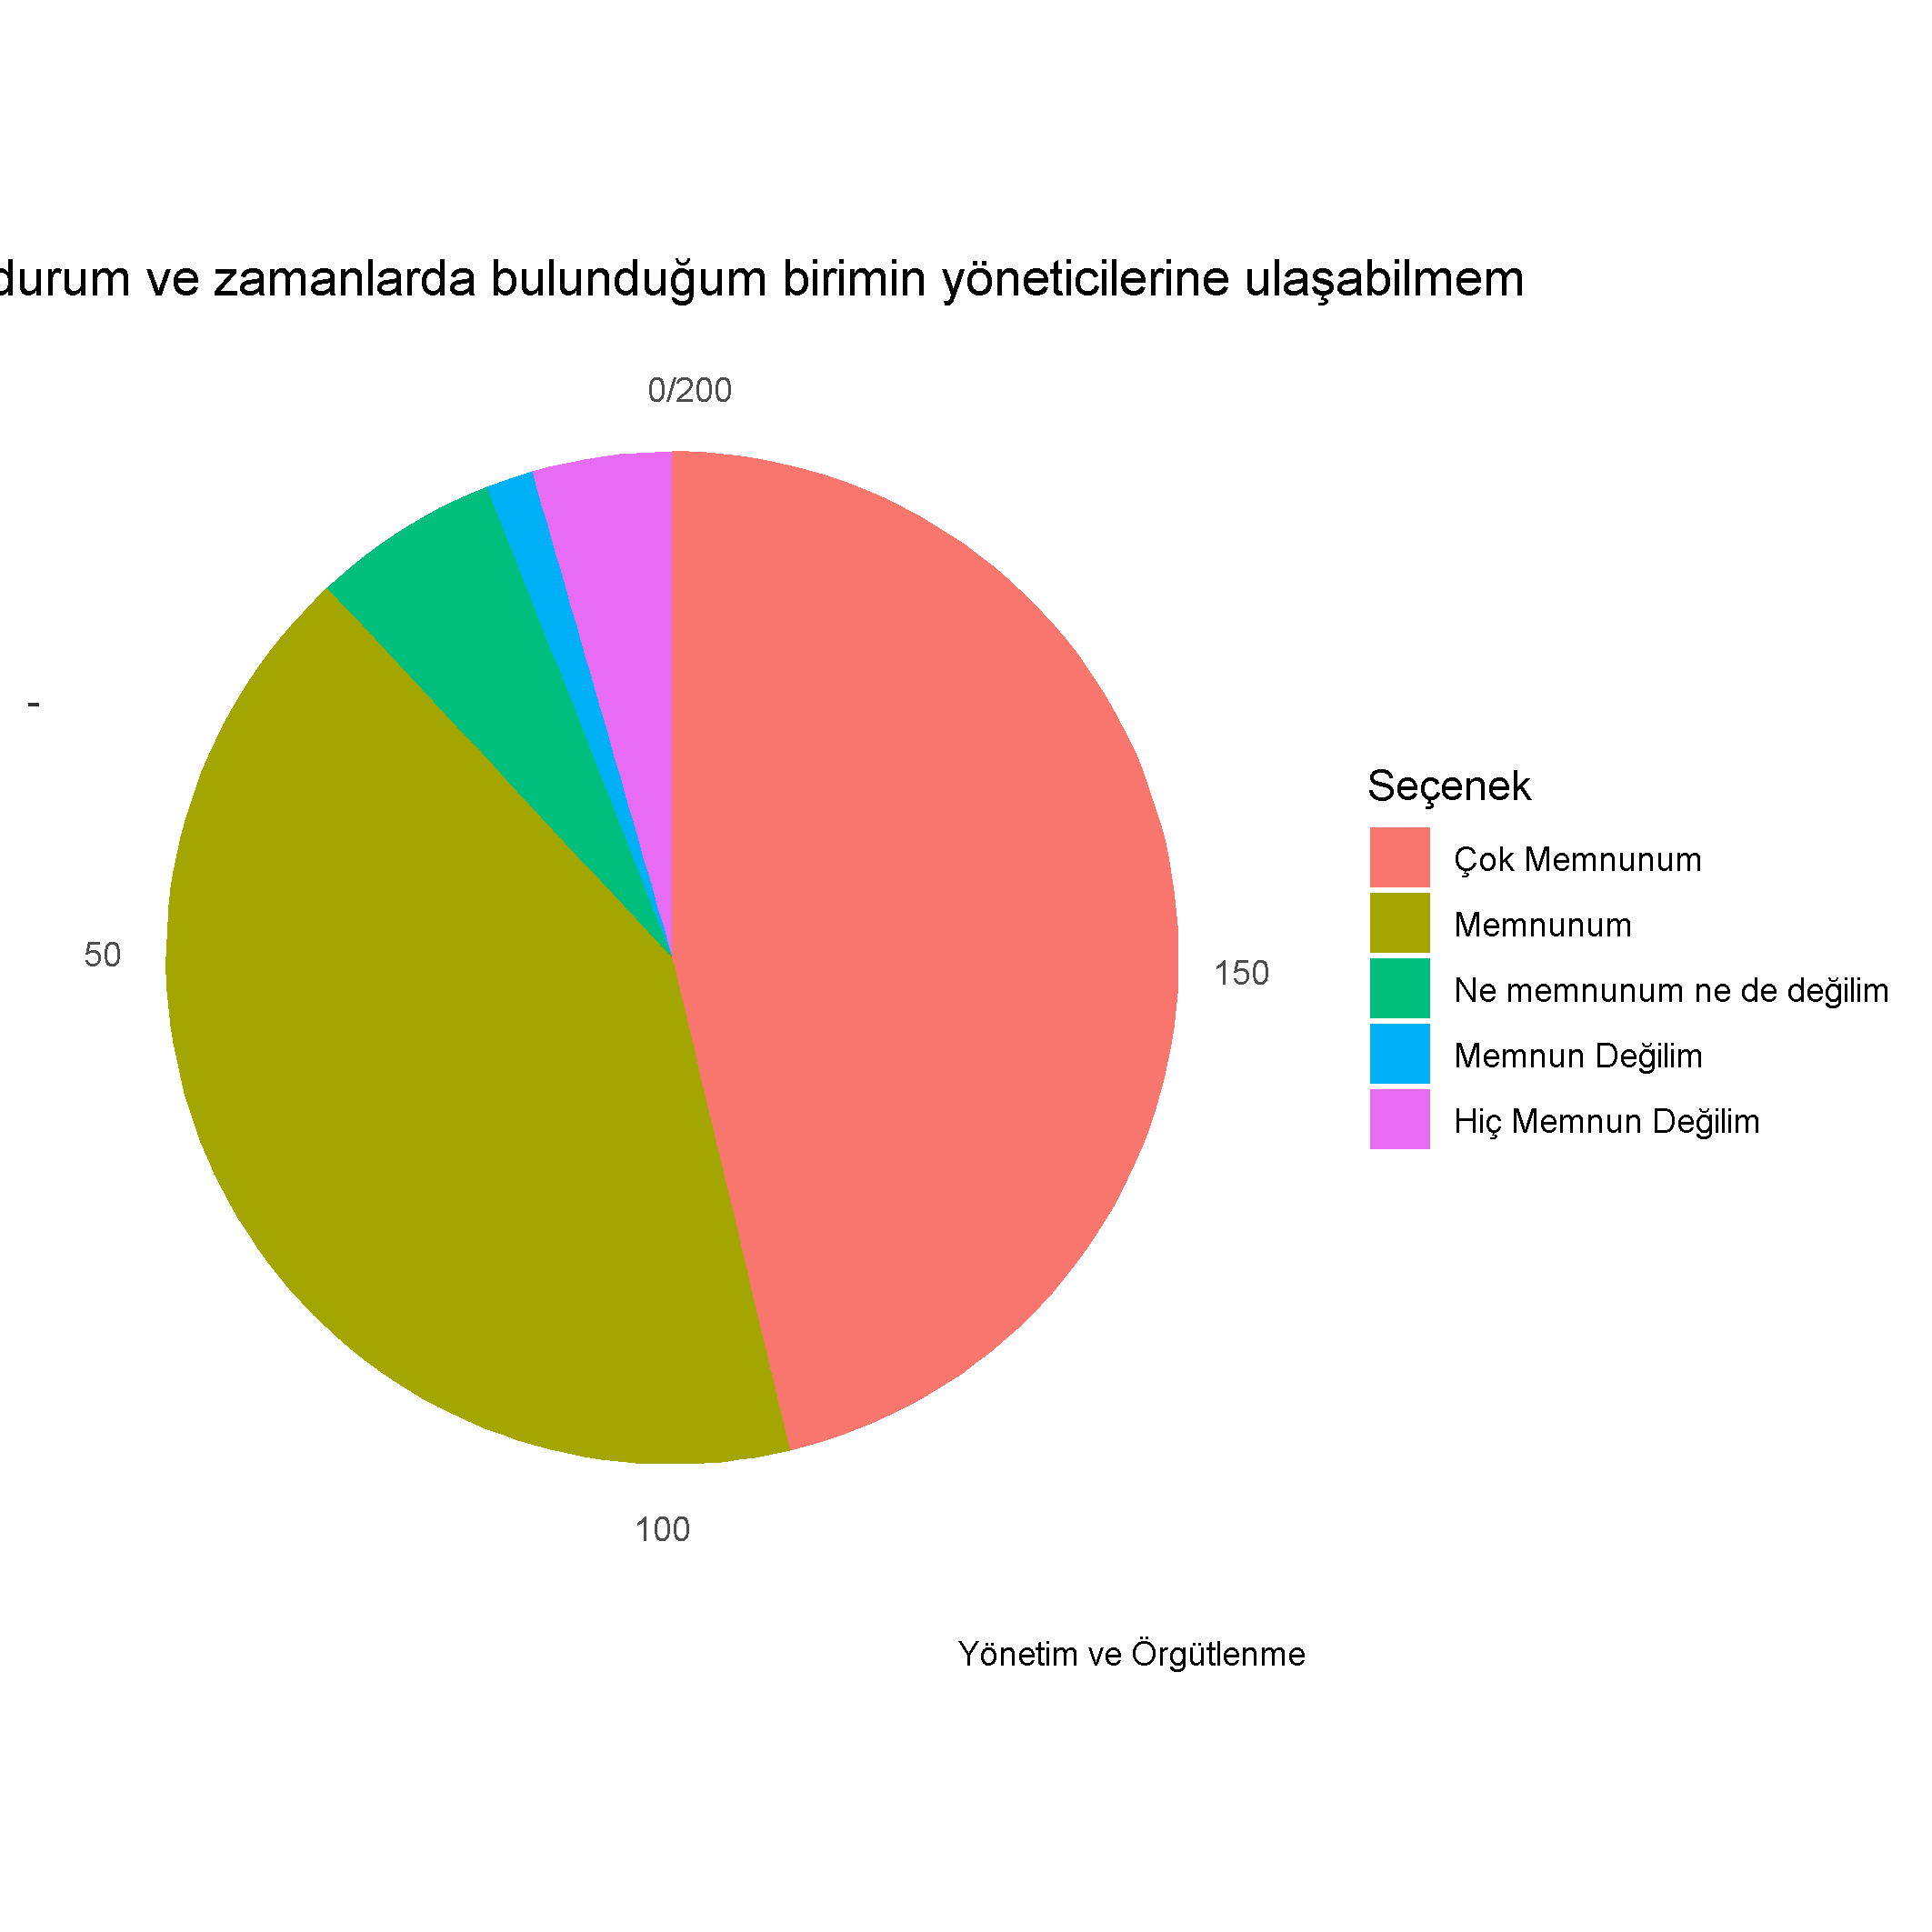 durum ve zamanlarda bulunduğum birimin yöneticilerine ulaşabilmem
0/200
-
50
150
100
Seçenek
Çok Memnunum
Memnunum
Ne memnunum ne de değilim
Memnun Değilim
Hiç Memnun Değilim
Yönetim ve Örgütlenme